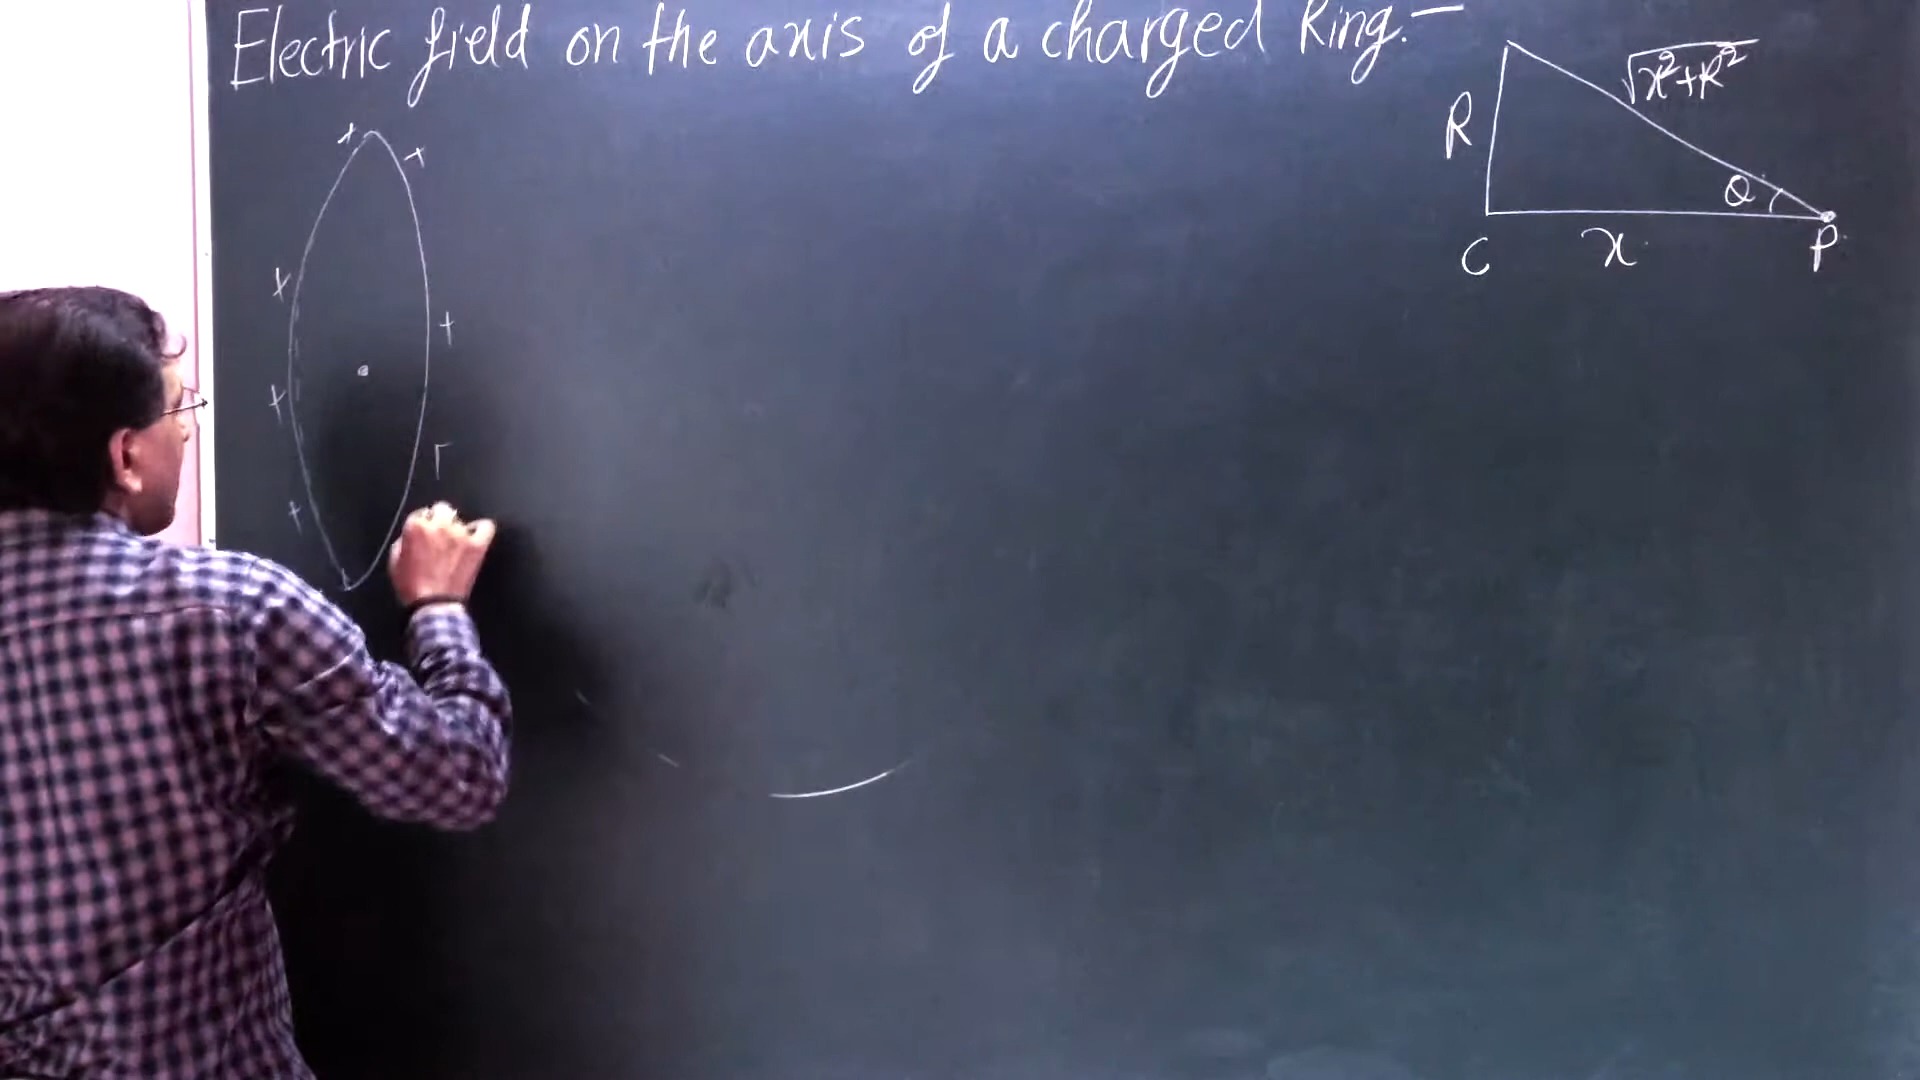 Electric field on the axis of a charged Ring.–
√x²+R²
R
θ
C x P
+ +
+
+
+
+